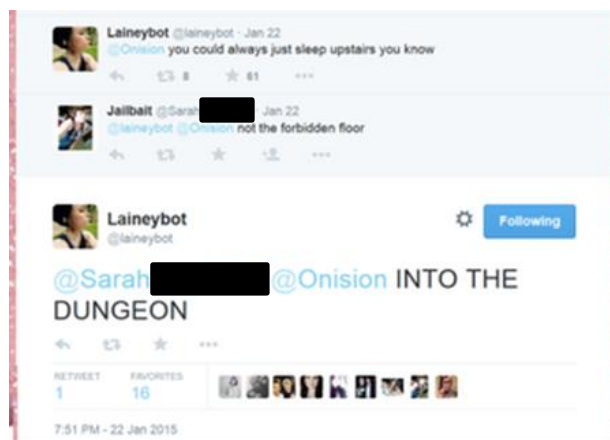 Laineybot @laineybot · Jan 22
@Onision you could always just sleep upstairs you know
8 61
Jailbait @Sarah · Jan 22
@laineybot @Onision not the forbidden floor
Laineybot
@laineybot
Following
@Sarah @Onision INTO THE
DUNGEON
RETWEET FAVORITES
1 16
7:51 PM - 22 Jan 2015